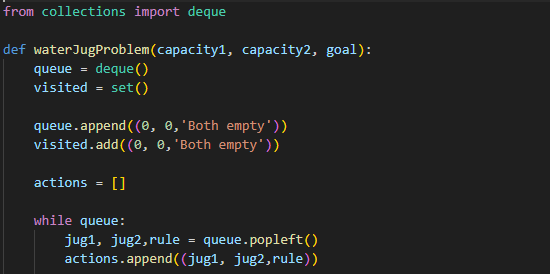 from collections import deque

def waterJugProblem(capacity1, capacity2, goal):
    queue = deque()
    visited = set()

    queue.append((0, 0,'Both empty'))
    visited.add((0, 0,'Both empty'))

    actions = []

    while queue:
        jug1, jug2,rule = queue.popleft()
        actions.append((jug1, jug2,rule))